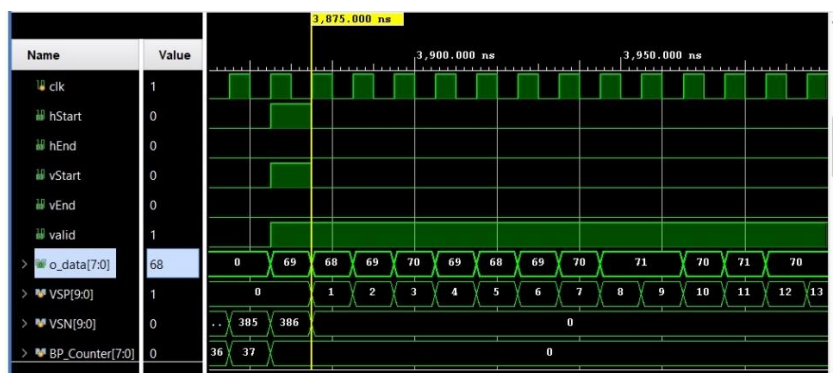 3,875.000 ns
Name Value 3,900.000 ns 3,950.000 ns
clk 1
hStart 0
hEnd 0
vStart 0
vEnd 0
valid 1
o_data[7:0] 68 0 69 68 69 70 69 68 69 70 71 70 71 70
VSP[9:0] 1 0 1 2 3 4 5 6 7 8 9 10 11 12 13
VSN[9:0] 0 .. 385 386 0
BP_Counter[7:0] 0 36 37 0